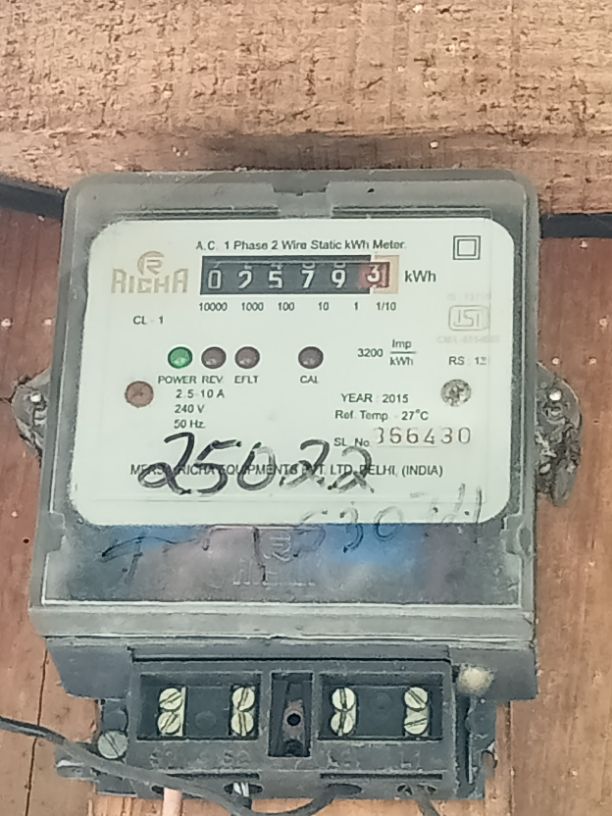 A.C. 1 Phase 2 Wire Static kWh Meter.
RICHA
0 2 5 7 9 3 kWh
10000 1000 100 10 1 1/10
CL - 1
ISI
3200 Imp/kWh
RS : 12
POWER REV EFLT CAL
2.5-10 A
240 V
50 Hz.
YEAR : 2015
Ref. Temp. 27°C
SL. No. 366430
25022
RICHA EQUIPMENTS PVT. LTD. DELHI, (INDIA)